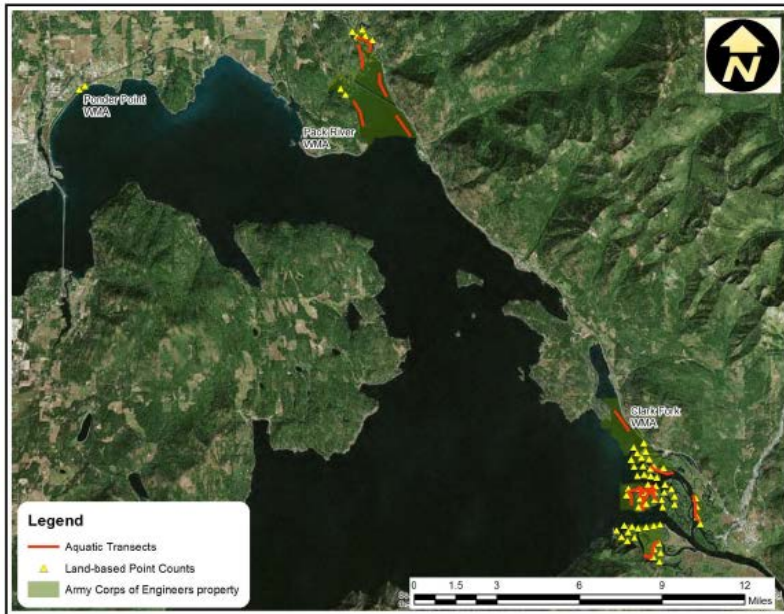 N
Ponder Point
WMA
Pack River
WMA
Clark Fork
WMA
Legend
Aquatic Transects
Land-based Point Counts
Army Corps of Engineers property
0 1.5 3 6 9 12
Miles